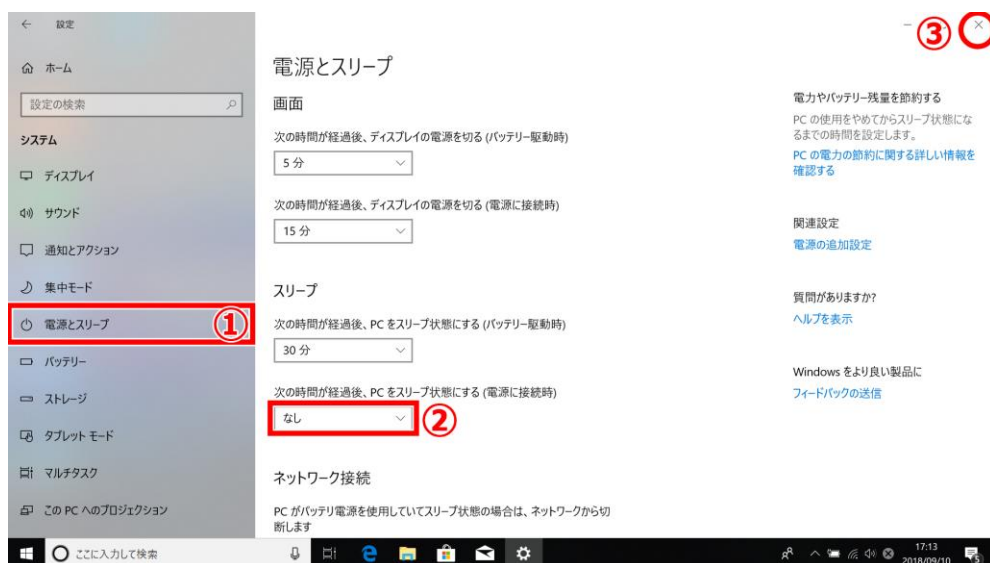 設定
③
ホーム
設定の検索
システム
ディスプレイ
サウンド
通知とアクション
集中モード
電源とスリープ
①
バッテリー
ストレージ
タブレット モード
マルチタスク
この PC へのプロジェクション
電源とスリープ
画面
次の時間が経過後、ディスプレイの電源を切る (バッテリー駆動時)
5 分
次の時間が経過後、ディスプレイの電源を切る (電源に接続時)
15 分
スリープ
次の時間が経過後、PC をスリープ状態にする (バッテリー駆動時)
30 分
次の時間が経過後、PC をスリープ状態にする (電源に接続時)
なし
②
ネットワーク接続
PC がバッテリ電源を使用していてスリープ状態の場合は、ネットワークから切
断します
電力やバッテリー残量を節約する
PC の使用をやめてからスリープ状態にな
るまでの時間を設定します。
PC の電力の節約に関する詳しい情報を
確認する
関連設定
電源の追加設定
質問がありますか?
ヘルプを表示
Windows をより良い製品に
フィードバックの送信
ここに入力して検索
17:13
2018/09/10
5